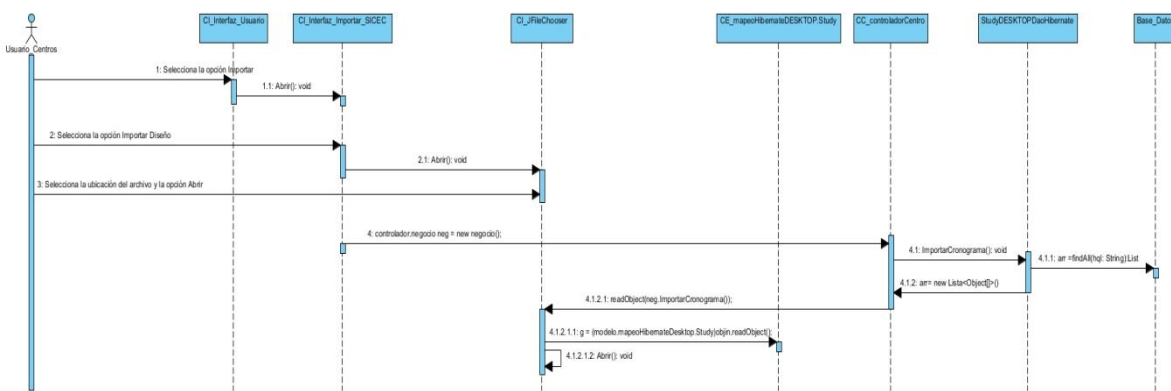 CI_Interfaz_Usuario
CI_Interfaz_Importar_SICEC
CI_JFileChooser
CE_mapeoHibernateDESKTOP.Study
CC_controladorCentro
StudyDESKTOPDaoHibernate
Base_Dato
Usuario_Centros
1: Selecciona la opción Importar
1.1: Abrir(): void
2: Selecciona la opción Importar Diseño
2.1: Abrir(): void
3: Selecciona la ubicación del archivo y la opción Abrir
4: controlador.negocio neg = new negocio();
4.1: ImportarCronograma(): void
4.1.1: arr =findAll(hql: String):List
4.1.2: arr= new Lista<Object[]>()
4.1.2.1: readObject(neg.ImportarCronograma());
4.1.2.1.1: g = (modelo.mapeoHibernateDesktop.Study)objin.readObject();
4.1.2.1.2: Abrir(): void